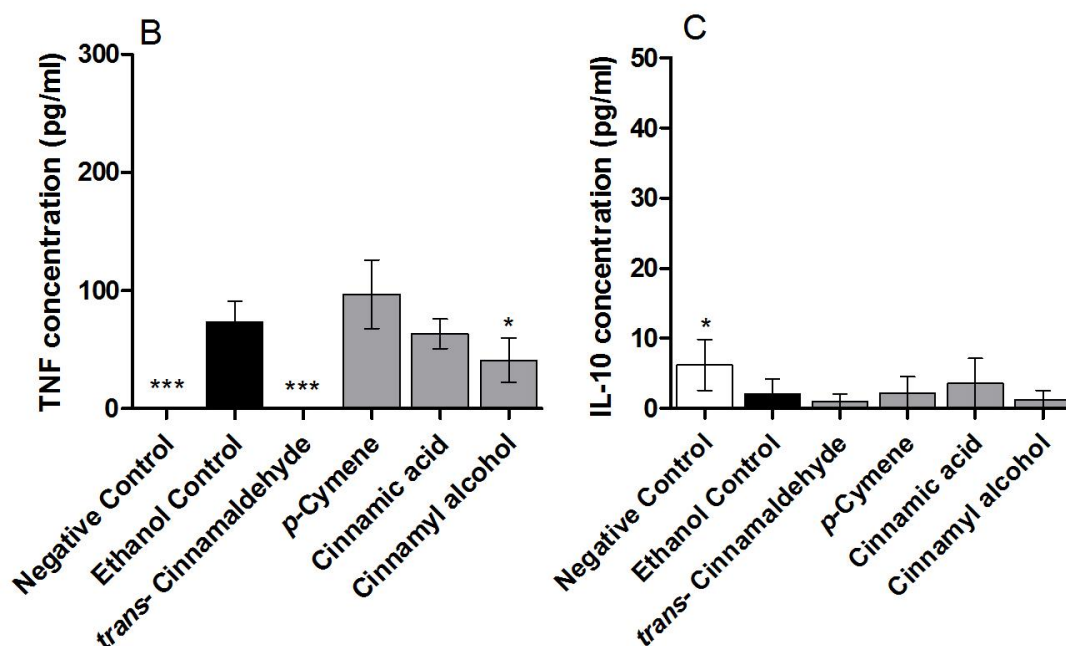 B
TNF concentration (pg/ml)
300
200
100
0
***
***
*
Negative Control
Ethanol Control
trans- Cinnamaldehyde
p-Cymene
Cinnamic acid
Cinnamyl alcohol
C
IL-10 concentration (pg/ml)
50
40
30
20
10
0
*
Negative Control
Ethanol Control
trans- Cinnamaldehyde
p-Cymene
Cinnamic acid
Cinnamyl alcohol